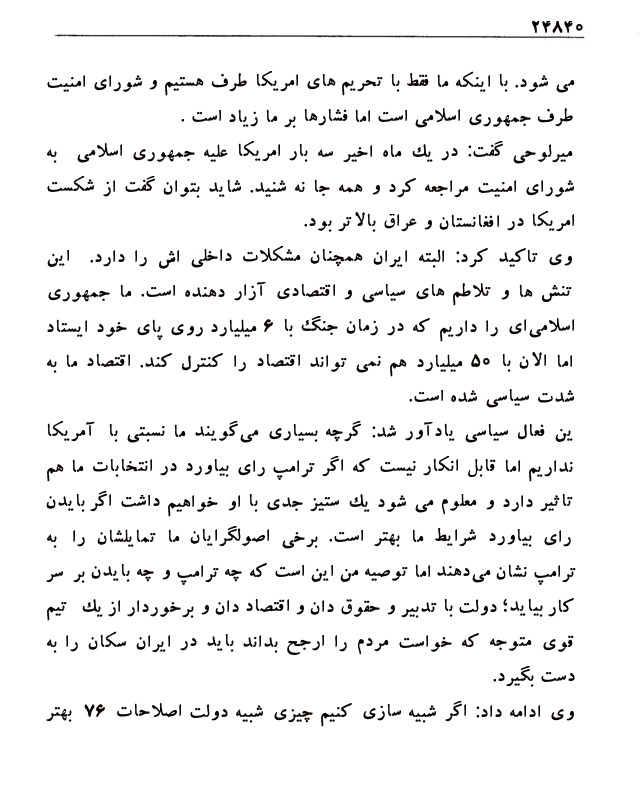 ۲۴۸۴۰
می شود. با اینکه ما فقط با تحریم های امریکا طرف هستیم و شورای امنیت
طرف جمهوری اسلامی است اما فشارها بر ما زیاد است .
میرلوحی گفت: در یك ماه اخیر سه بار امریکا علیه جمهوری اسلامی به
شورای امنیت مراجعه کرد و همه جا نه شنید. شاید بتوان گفت از شکست
امریکا در افغانستان و عراق بالاتر بود.
وی تاکید کرد: البته ایران همچنان مشکلات داخلی اش را دارد. این
تنش ها و تلاطم های سیاسی و اقتصادی آزار دهنده است. ما جمهوری
اسلامی‌ای را داریم که در زمان جنگ با ۶ میلیارد روی پای خود ایستاد
اما الان با ۵۰ میلیارد هم نمی تواند اقتصاد را کنترل کند. اقتصاد ما به
شدت سیاسی شده است.
ین فعال سیاسی یادآور شد: گرچه بسیاری می‌گویند ما نسبتی با آمریکا
نداریم اما قابل انکار نیست که اگر ترامپ رای بیاورد در انتخابات ما هم
تاثیر دارد و معلوم می شود یك ستیز جدی با او خواهیم داشت اگر بایدن
رای بیاورد شرایط ما بهتر است. برخی اصولگرایان ما تمایلشان را به
ترامپ نشان می‌دهند اما توصیه من این است که چه ترامپ و چه بایدن بر سر
کار بیاید؛ دولت با تدبیر و حقوق دان و اقتصاد دان و برخوردار از یك تیم
قوی متوجه که خواست مردم را ارجح بداند باید در ایران سکان را به
دست بگیرد.
وی ادامه داد: اگر شبیه سازی کنیم چیزی شبیه دولت اصلاحات ۷۶ بهتر